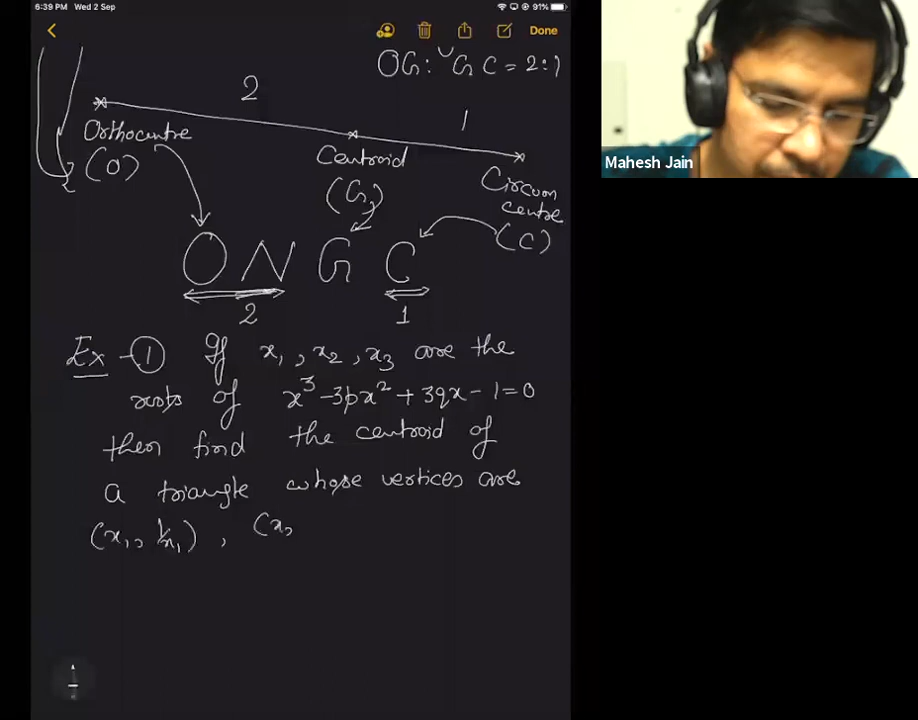 6:39 PM Wed 2 Sep
91%
Done
OG : GC = 2:1
2
1
Orthocentre
(O)
Centroid
(G)
Circum
centre
(C)
O N G C
2
1
Ex - ① If x₁, x₂, x₃ are the
roots of x³ - 3px² + 3qx - 1 = 0
then find the centroid of
a triangle whose vertices are
(x₁, 1/x₁), (x₂
Mahesh Jain